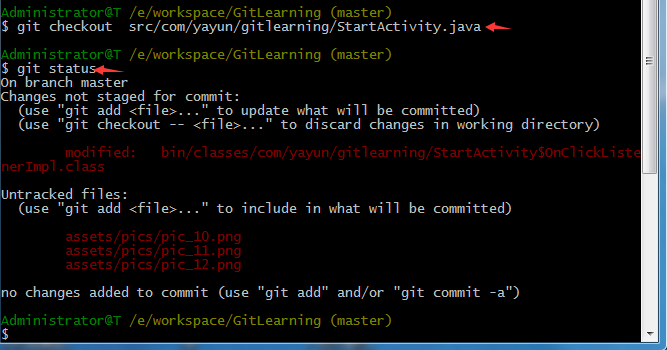 Administrator@T /e/workspace/GitLearning (master)
$ git checkout  src/com/yayun/gitlearning/StartActivity.java
Administrator@T /e/workspace/GitLearning (master)
$ git status
On branch master
Changes not staged for commit:
  (use "git add <file>..." to update what will be committed)
  (use "git checkout -- <file>..." to discard changes in working directory)
        modified:   bin/classes/com/yayun/gitlearning/StartActivity$OnClickListe
nerImpl.class
Untracked files:
  (use "git add <file>..." to include in what will be committed)
        assets/pics/pic_10.png
        assets/pics/pic_11.png
        assets/pics/pic_12.png
no changes added to commit (use "git add" and/or "git commit -a")
Administrator@T /e/workspace/GitLearning (master)
$